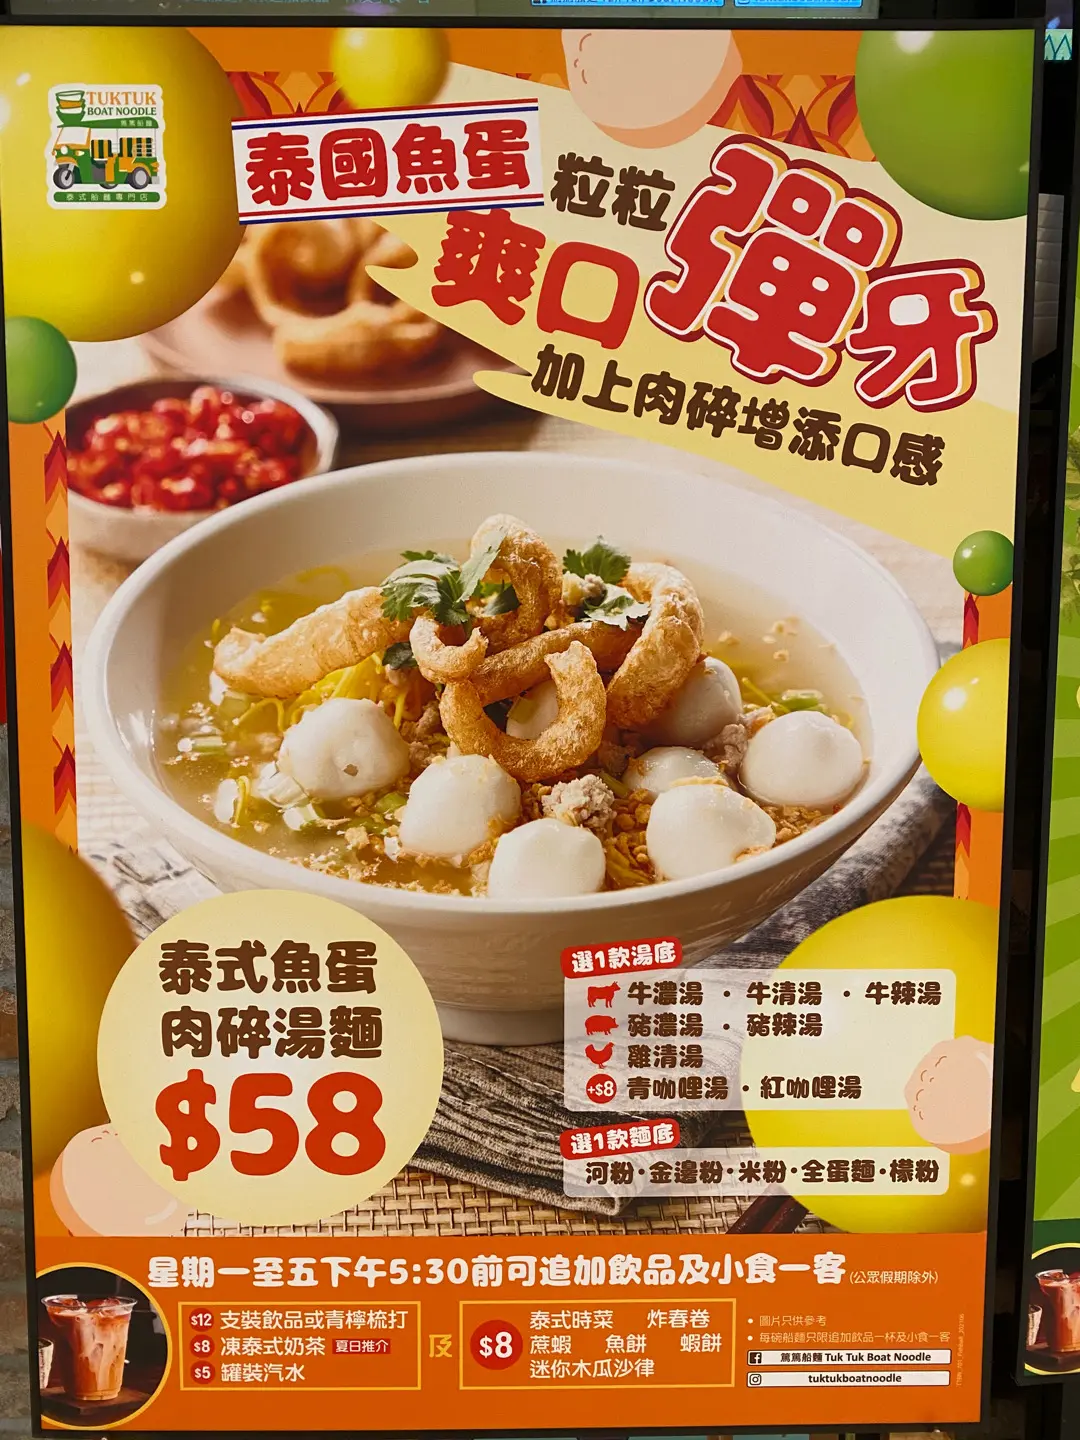 TUKTUK
BOAT NOODLE
篤篤船麵
泰式船麵專門店
泰國魚蛋
粒粒
爽口彈牙
加上肉碎增添口感
泰式魚蛋
肉碎湯麵
$58
選1款湯底
牛濃湯 · 牛清湯 · 牛辣湯
豬濃湯 · 豬辣湯
雞清湯
+$8 青咖喱湯 · 紅咖喱湯
選1款麵底
河粉·金邊粉·米粉·全蛋麵·檬粉
星期一至五下午5:30前可追加飲品及小食一客(公眾假期除外)
$12 支裝飲品或青檸梳打
$8 凍泰式奶茶 夏日推介
$5 罐裝汽水
及
$8
泰式時菜 炸春卷
蔗蝦 魚餅 蝦餅
迷你木瓜沙律
• 圖片只供參考
• 每碗船麵只限追加飲品一杯及小食一客
篤篤船麵 Tuk Tuk Boat Noodle
tuktukboatnoodle